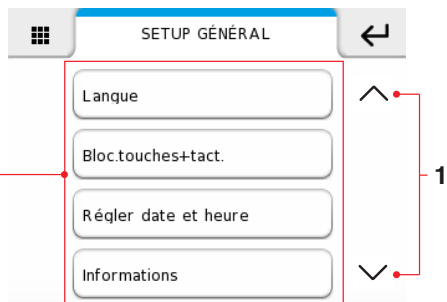 SETUP GÉNÉRAL
Langue
Bloc.touches+tact.
1
Régler date et heure
Informations